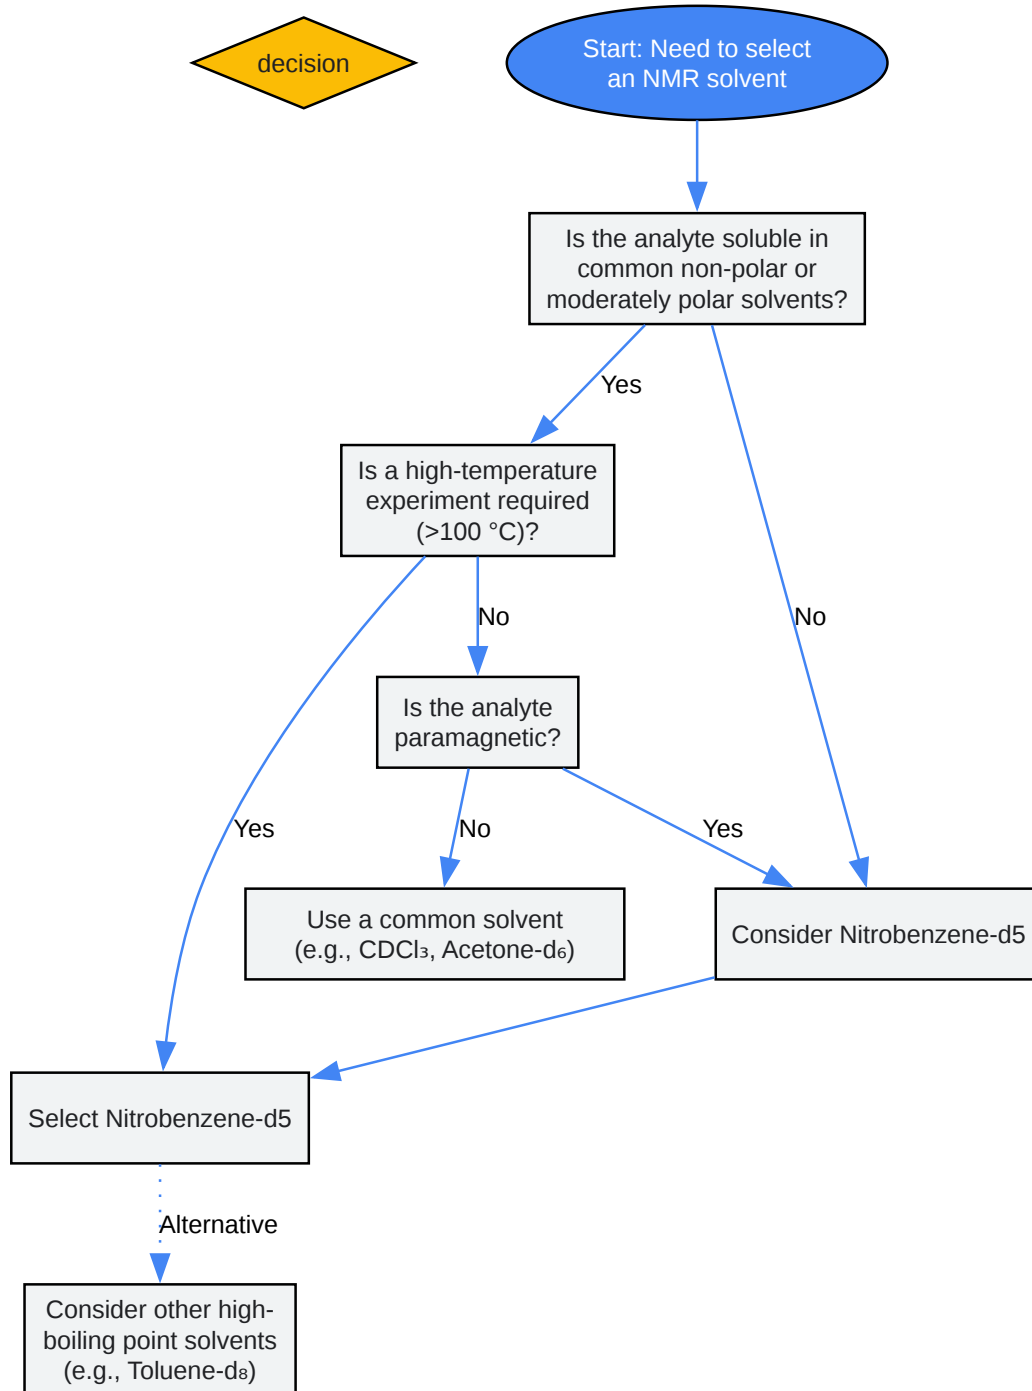 decision
Start: Need to select
an NMR solvent
Is the analyte soluble in
common non-polar or
moderately polar solvents?
Yes
Is a high-temperature
experiment required
(>100 °C)?
No
No
Is the analyte
paramagnetic?
Yes
No
Yes
Use a common solvent
(e.g., CDCl₃, Acetone-d₆)
Consider Nitrobenzene-d5
Select Nitrobenzene-d5
Alternative
Consider other high-
boiling point solvents
(e.g., Toluene-d₈)